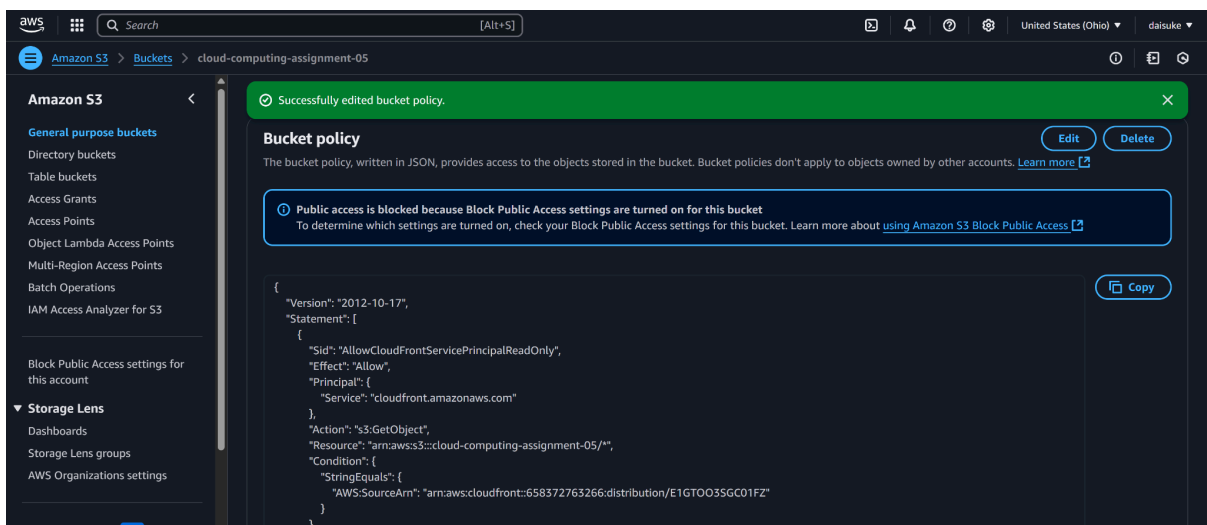 aws
Search
[Alt+S]
United States (Ohio)
daisuke
Amazon S3 > Buckets > cloud-computing-assignment-05
Amazon S3
General purpose buckets
Directory buckets
Table buckets
Access Grants
Access Points
Object Lambda Access Points
Multi-Region Access Points
Batch Operations
IAM Access Analyzer for S3
Block Public Access settings for
this account
Storage Lens
Dashboards
Storage Lens groups
AWS Organizations settings
Successfully edited bucket policy.
Bucket policy
Edit
Delete
The bucket policy, written in JSON, provides access to the objects stored in the bucket. Bucket policies don't apply to objects owned by other accounts. Learn more
Public access is blocked because Block Public Access settings are turned on for this bucket
To determine which settings are turned on, check your Block Public Access settings for this bucket. Learn more about using Amazon S3 Block Public Access
Copy
{
"Version": "2012-10-17",
"Statement": [
{
"Sid": "AllowCloudFrontServicePrincipalReadOnly",
"Effect": "Allow",
"Principal": {
"Service": "cloudfront.amazonaws.com"
},
"Action": "s3:GetObject",
"Resource": "arn:aws:s3:::cloud-computing-assignment-05/*",
"Condition": {
"StringEquals": {
"AWS:SourceArn": "arn:aws:cloudfront::658372763266:distribution/E1GTOO3SGC01FZ"
}
}